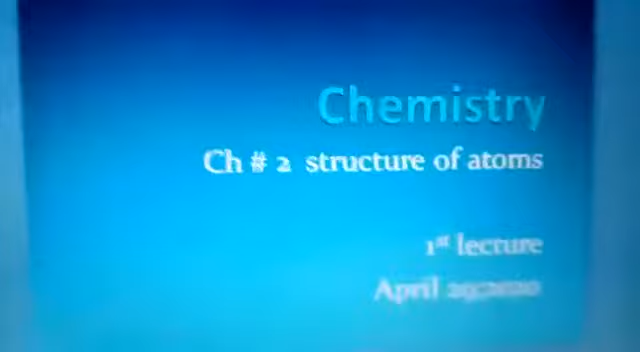 Chemistry
Ch # 2 structure of atoms
1st lecture
April